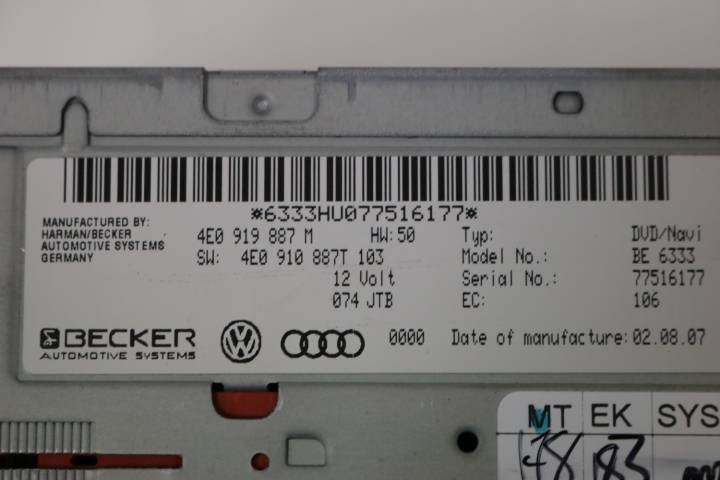 *6333HU077516177*
MANUFACTURED BY:
HARMAN/BECKER
AUTOMOTIVE SYSTEMS
GERMANY
4E0 919 887 M HW:50
SW: 4E0 910 887T 103
12 Volt
074 JTB
Typ: DVD/Navi
Model No.: BE 6333
Serial No.: 77516177
EC: 106
BECKER
AUTOMOTIVE SYSTEMS
0000 Date of manufacture: 02.08.07
MT EK SYS